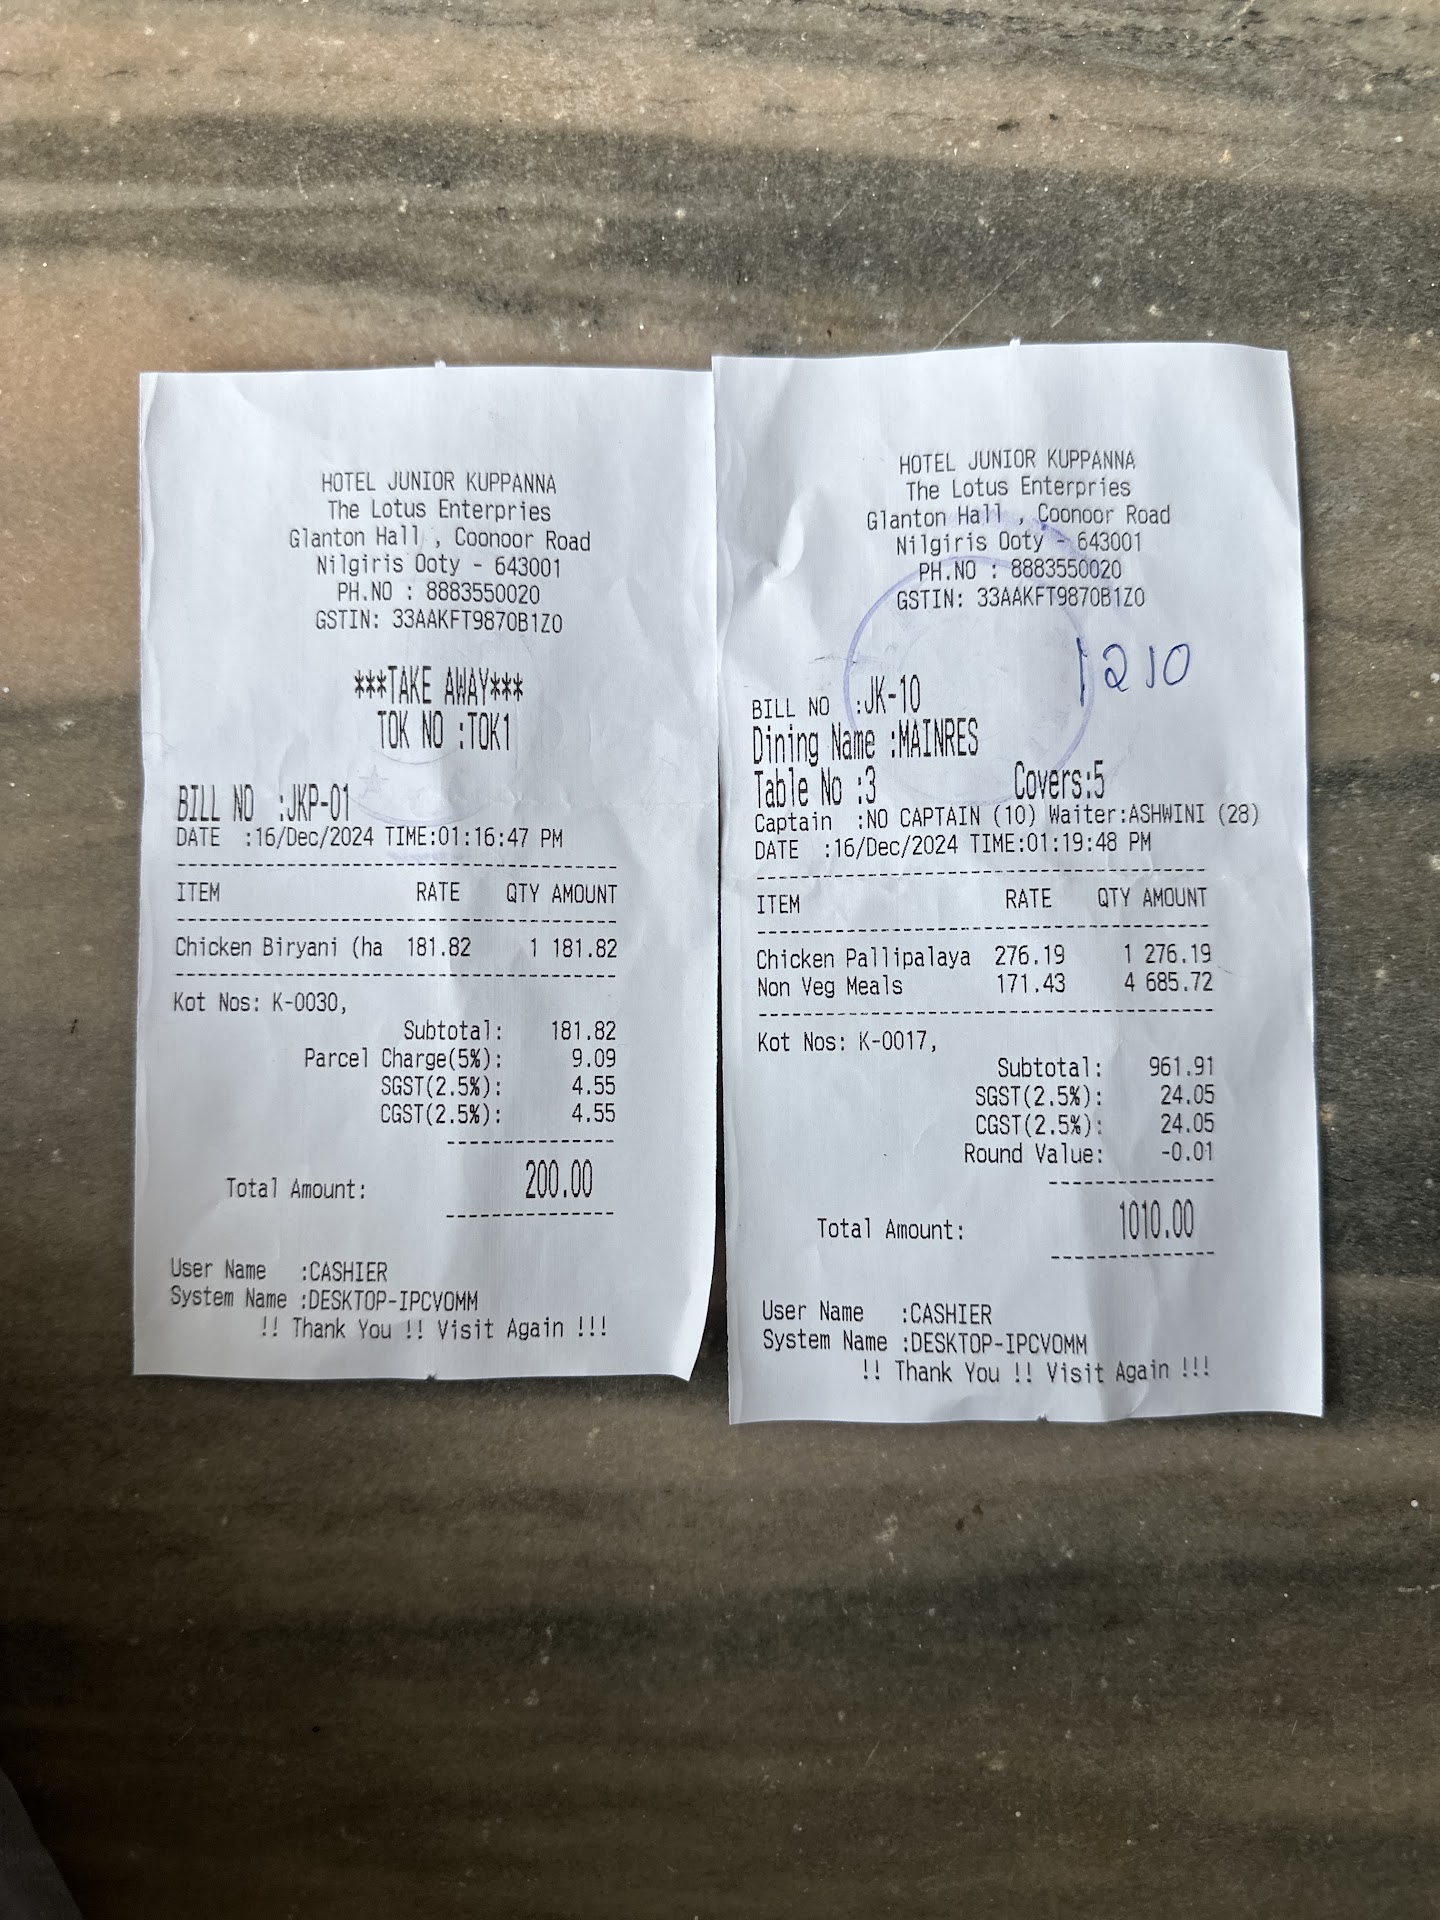 HOTEL JUNIOR KUPPANNA
The Lotus Enterpries
Glanton Hall , Coonoor Road
Nilgiris Ooty - 643001
PH.NO : 8883550020
GSTIN: 33AAKFT9870B1ZO
***TAKE AWAY***
TOK NO :TOK1
BILL NO :JKP-01
DATE :16/Dec/2024 TIME:01:16:47 PM
ITEM RATE QTY AMOUNT
Chicken Biryani (ha 181.82 1 181.82
Kot Nos: K-0030,
Subtotal: 181.82
Parcel Charge(5%): 9.09
SGST(2.5%): 4.55
CGST(2.5%): 4.55
Total Amount: 200.00
User Name :CASHIER
System Name :DESKTOP-IPCVOMM
!! Thank You !! Visit Again !!!
HOTEL JUNIOR KUPPANNA
The Lotus Enterpries
Glanton Hall , Coonoor Road
Nilgiris Ooty - 643001
PH.NO : 8883550020
GSTIN: 33AAKFT9870B1ZO
1210
BILL NO :JK-10
Dining Name :MAINRES
Table No :3 Covers:5
Captain :NO CAPTAIN (10) Waiter:ASHWINI (28)
DATE :16/Dec/2024 TIME:01:19:48 PM
ITEM RATE QTY AMOUNT
Chicken Pallipalaya 276.19 1 276.19
Non Veg Meals 171.43 4 685.72
Kot Nos: K-0017,
Subtotal: 961.91
SGST(2.5%): 24.05
CGST(2.5%): 24.05
Round Value: -0.01
Total Amount: 1010.00
User Name :CASHIER
System Name :DESKTOP-IPCVOMM
!! Thank You !! Visit Again !!!